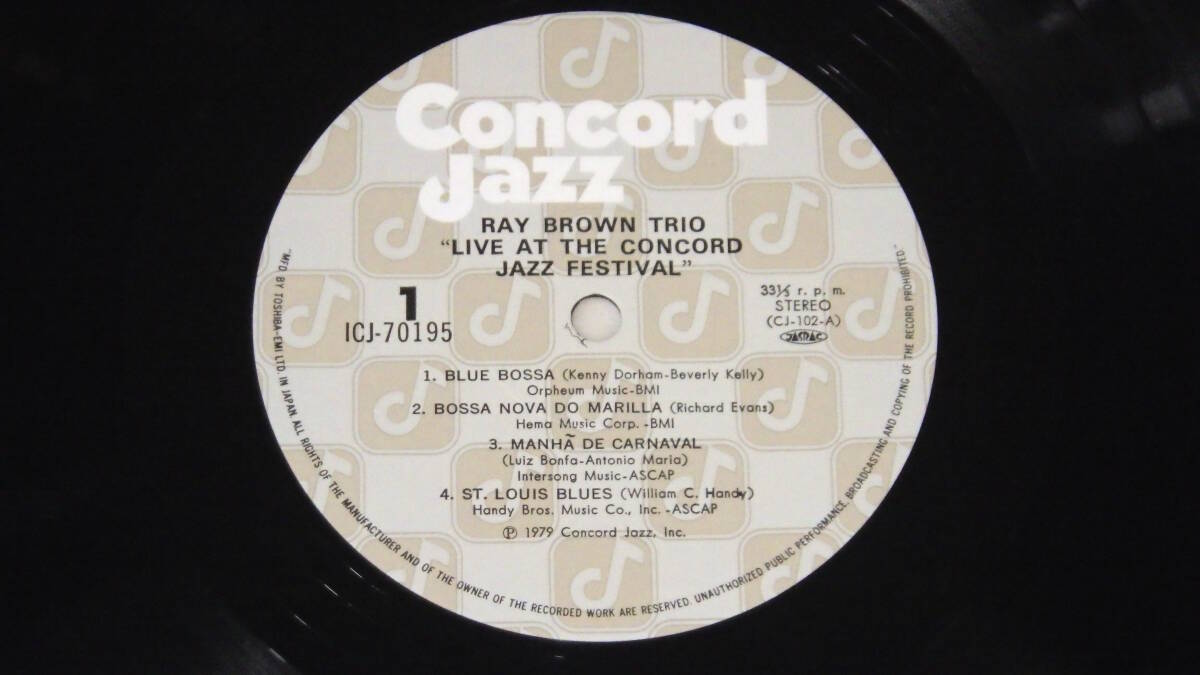 Concord
Jazz
RAY BROWN TRIO
“LIVE AT THE CONCORD
JAZZ FESTIVAL”
1
ICJ-70195
33⅓ r. p. m.
STEREO
(CJ-102-A)
JASRAC
1. BLUE BOSSA (Kenny Dorham-Beverly Kelly)
Orpheum Music-BMI
2. BOSSA NOVA DO MARILLA (Richard Evans)
Hema Music Corp. -BMI
3. MANHÃ DE CARNAVAL
(Luiz Bonfa-Antonio Maria)
Intersong Music-ASCAP
4. ST. LOUIS BLUES (William C. Handy)
Handy Bros. Music Co., Inc. -ASCAP
Ⓟ 1979 Concord Jazz, Inc.
"MFD. BY TOSHIBA-EMI LTD. IN JAPAN. ALL RIGHTS OF THE MANUFACTURER AND OF THE OWNER OF THE RECORDED WORK ARE RESERVED. UNAUTHORIZED PUBLIC PERFORMANCE, BROADCASTING AND COPYING OF THE RECORD PROHIBITED."